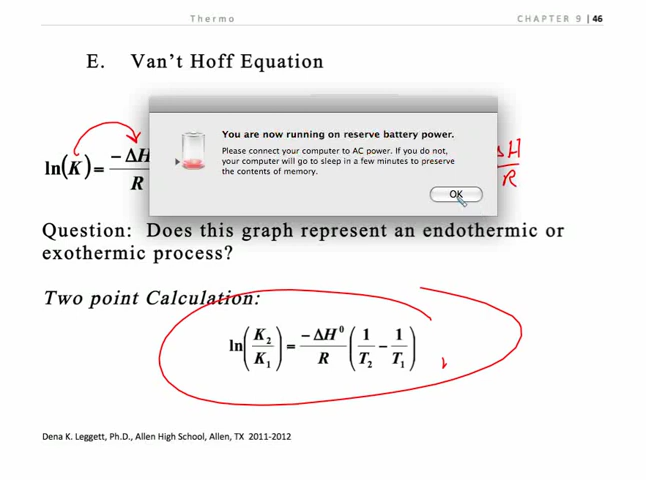 Thermo
CHAPTER 9 | 46
E. Van't Hoff Equation
You are now running on reserve battery power.
Please connect your computer to AC power. If you do not,
your computer will go to sleep in a few minutes to preserve
the contents of memory.
OK
ln(K)= −ΔH/R
ΔH/R
Question: Does this graph represent an endothermic or
exothermic process?
Two point Calculation:
ln(K₂/K₁) = −ΔH⁰/R (1/T₂ − 1/T₁)
Dena K. Leggett, Ph.D., Allen High School, Allen, TX 2011-2012